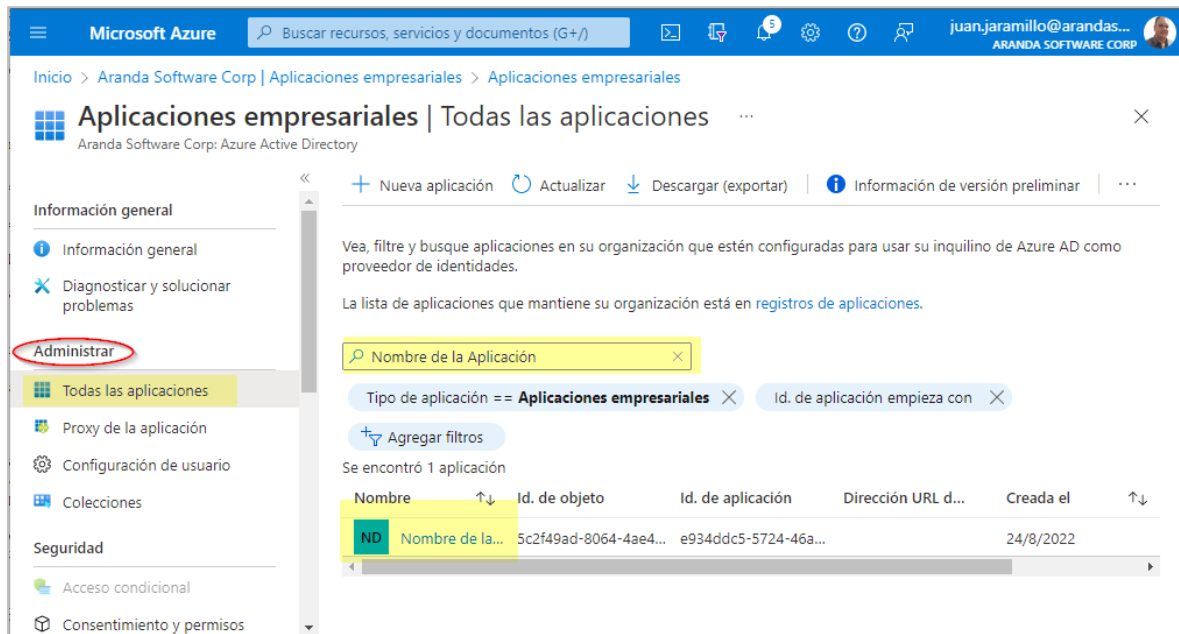 Microsoft Azure
Buscar recursos, servicios y documentos (G+/)
5
juan.jaramillo@arandas...
ARANDA SOFTWARE CORP
Inicio > Aranda Software Corp | Aplicaciones empresariales > Aplicaciones empresariales
Aplicaciones empresariales | Todas las aplicaciones ...
Aranda Software Corp: Azure Active Directory
Nueva aplicación
Actualizar
Descargar (exportar)
Información de versión preliminar
...
Información general
Información general
Diagnosticar y solucionar
problemas
Administrar
Todas las aplicaciones
Proxy de la aplicación
Configuración de usuario
Colecciones
Seguridad
Acceso condicional
Consentimiento y permisos
Vea, filtre y busque aplicaciones en su organización que estén configuradas para usar su inquilino de Azure AD como
proveedor de identidades.
La lista de aplicaciones que mantiene su organización está en registros de aplicaciones.
Nombre de la Aplicación
Tipo de aplicación == Aplicaciones empresariales
Id. de aplicación empieza con
Agregar filtros
Se encontró 1 aplicación
Nombre Id. de objeto Id. de aplicación Dirección URL d... Creada el
ND Nombre de la... 5c2f49ad-8064-4ae4... e934ddc5-5724-46a... 24/8/2022